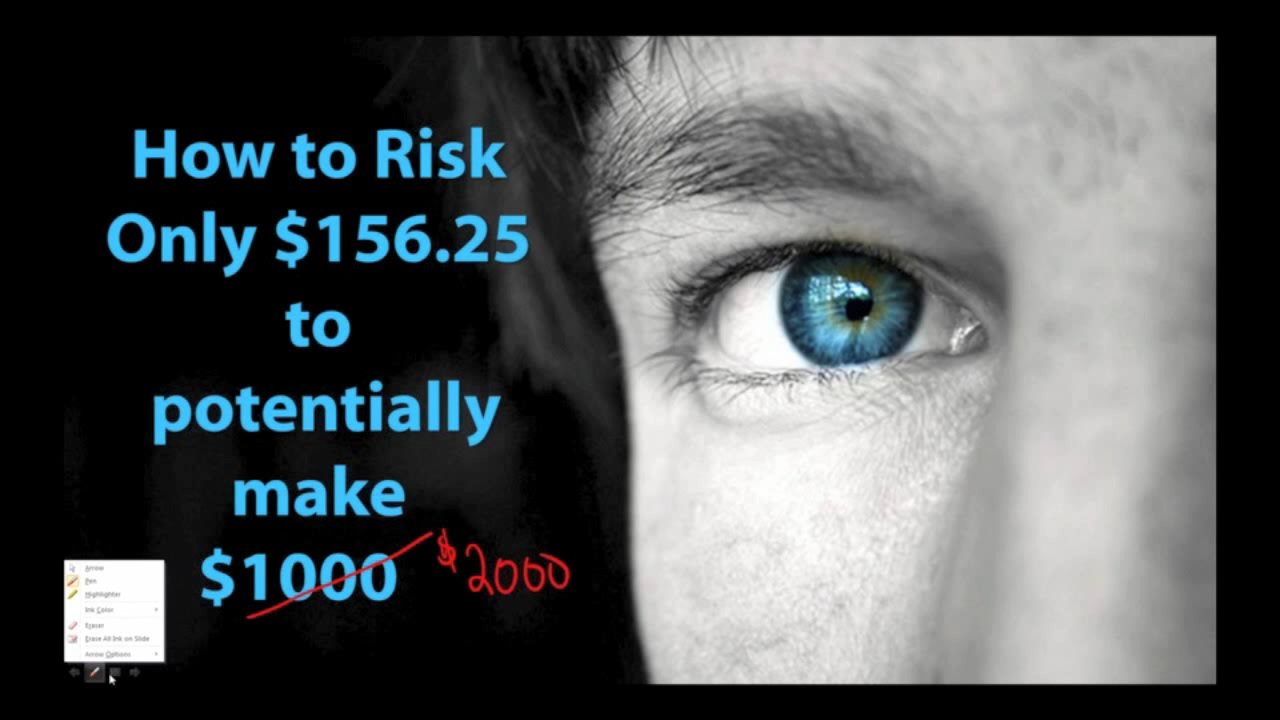 How to Risk
Only $156.25
to
potentially
make
$1000 $2000
Arrow
Pen
Highlighter
Ink Color
Eraser
Erase All Ink on Slide
Arrow Options